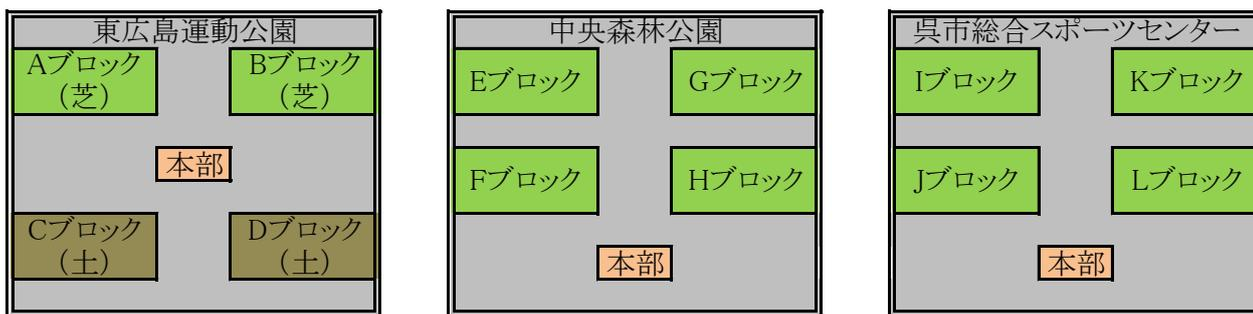 東広島運動公園
Aブロック
（芝）
Bブロック
（芝）
本部
Cブロック
（土）
Dブロック
（土）
中央森林公園
Eブロック
Gブロック
Fブロック
Hブロック
本部
呉市総合スポーツセンター
Iブロック
Kブロック
Jブロック
Lブロック
本部